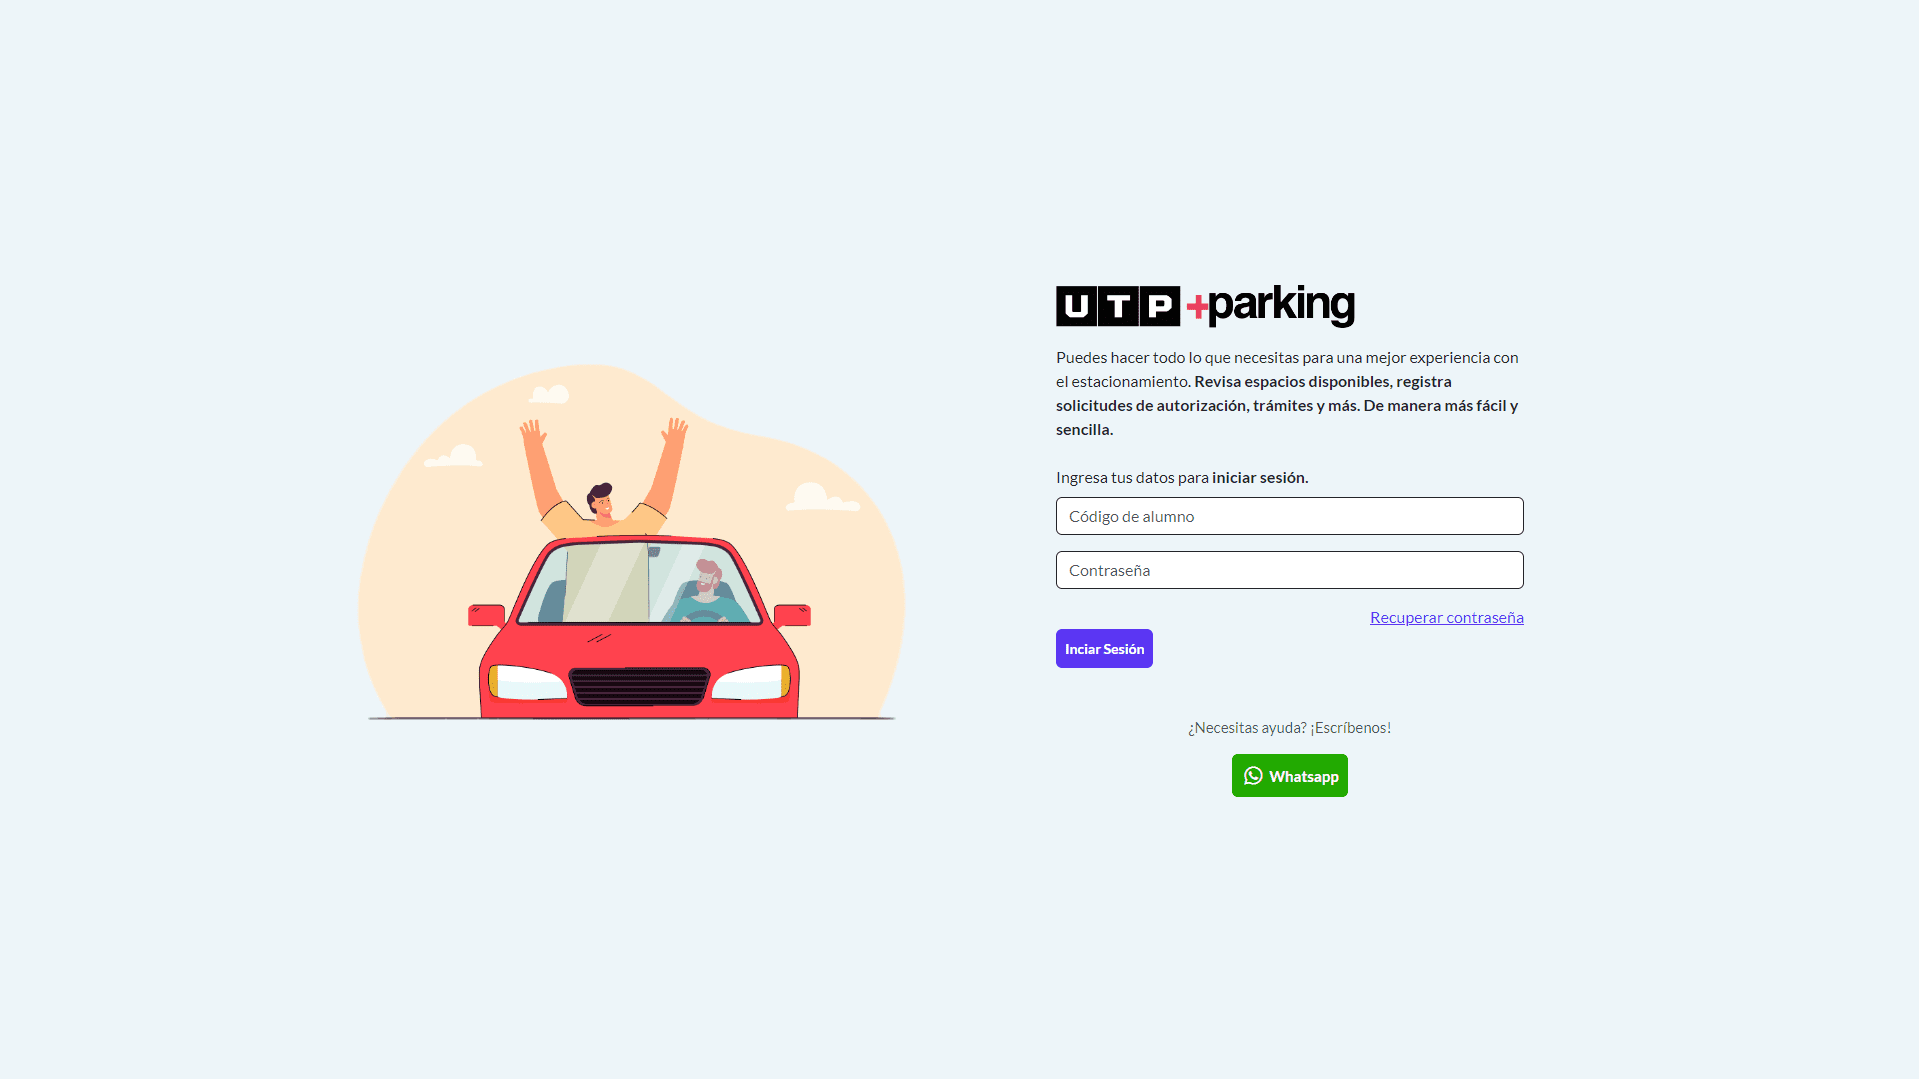 UTP +parking
Puedes hacer todo lo que necesitas para una mejor experiencia con
el estacionamiento. Revisa espacios disponibles, registra
solicitudes de autorización, trámites y más. De manera más fácil y
sencilla.
Ingresa tus datos para iniciar sesión.
Código de alumno
Contraseña
Recuperar contraseña
Inciar Sesión
¿Necesitas ayuda? ¡Escríbenos!
Whatsapp